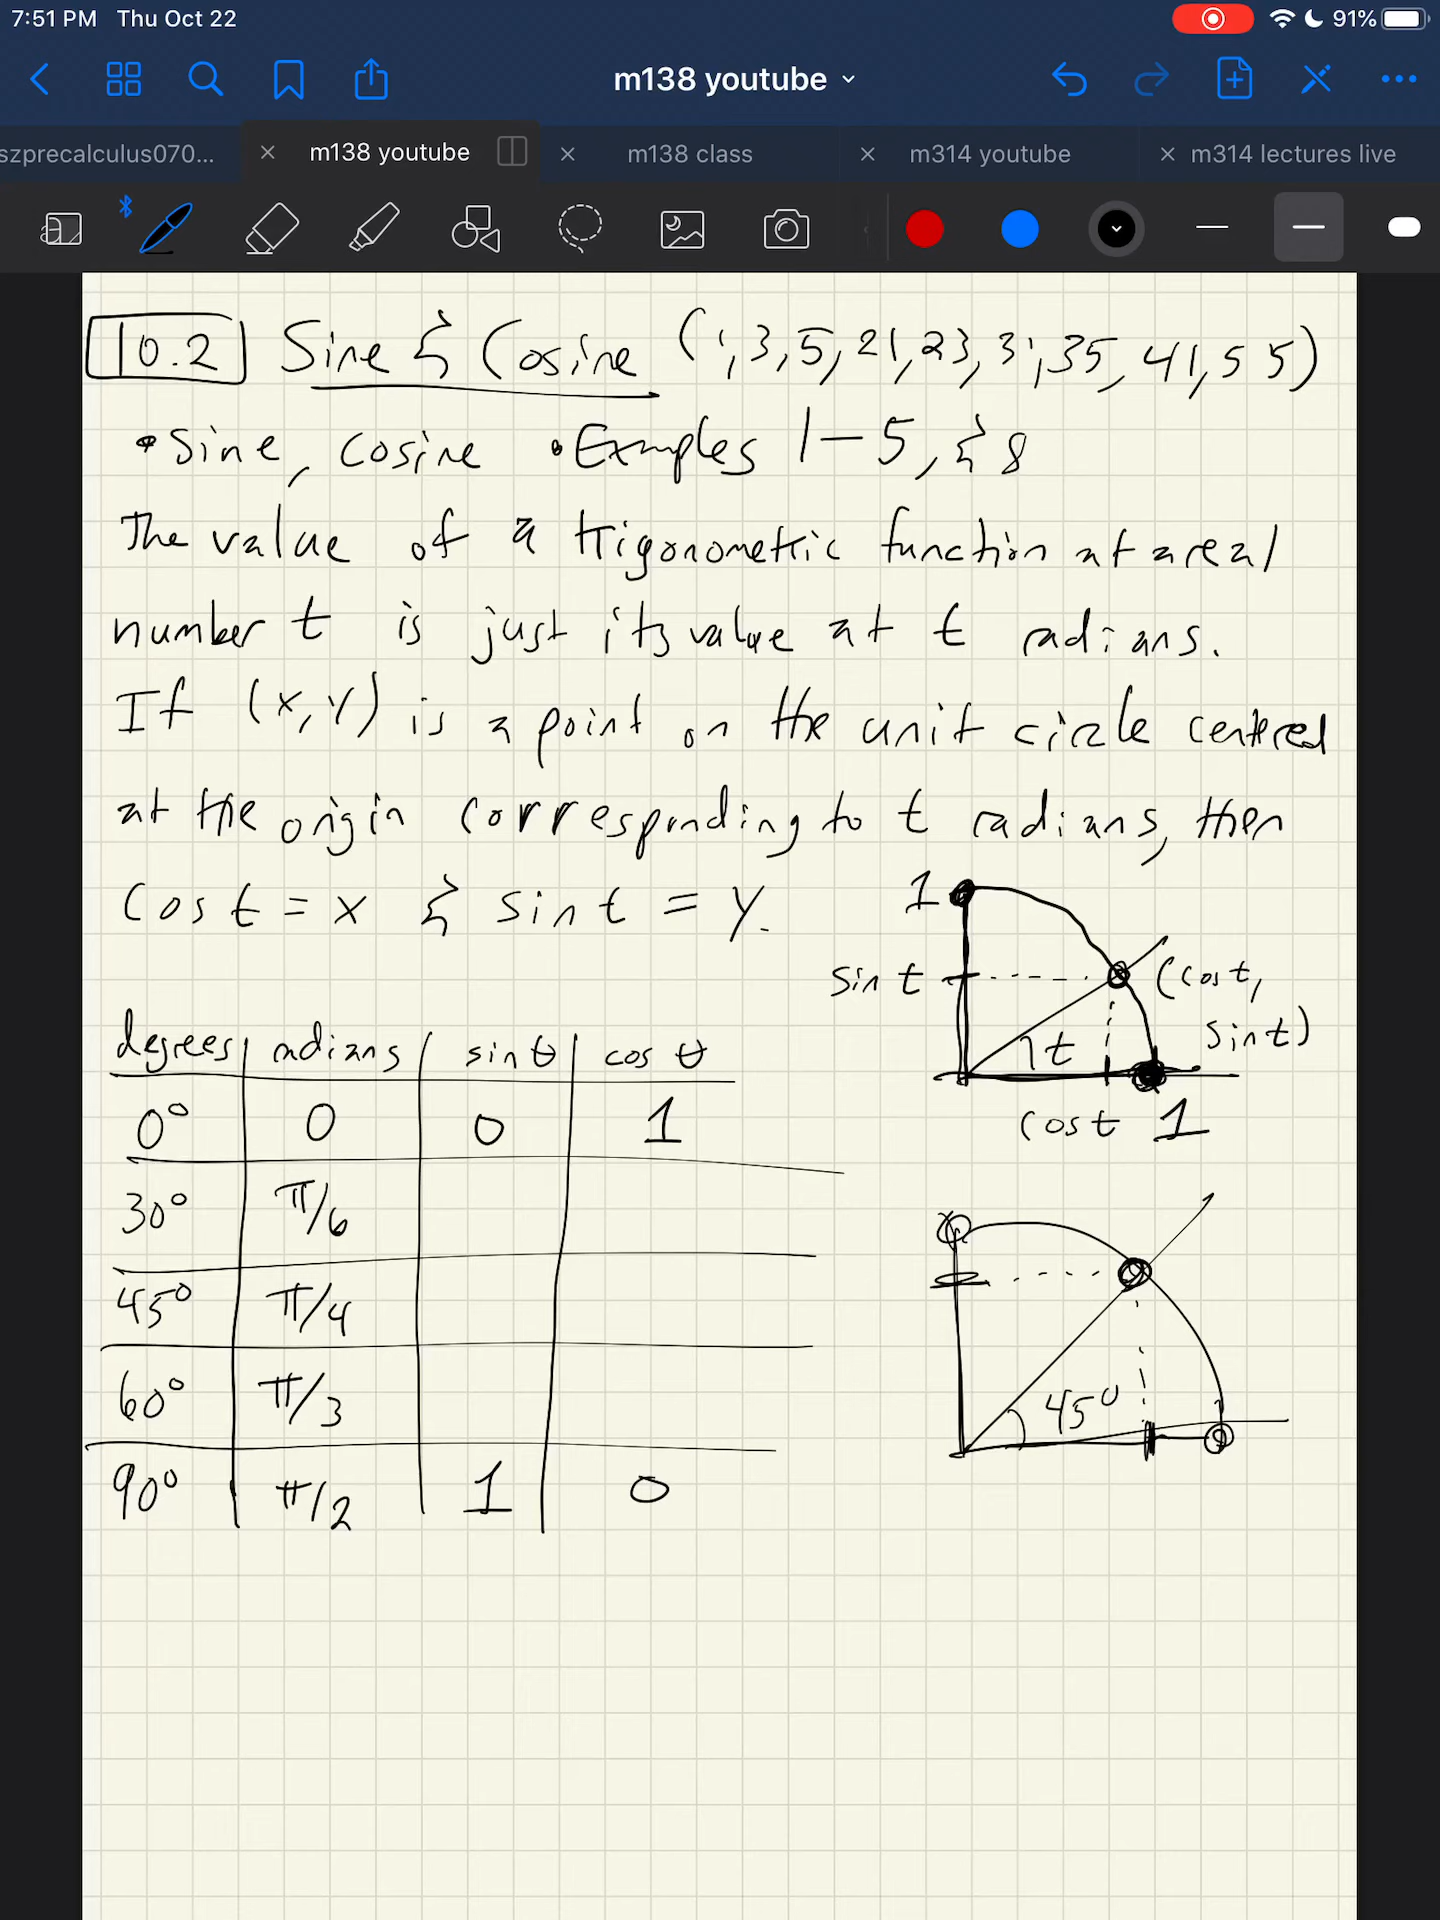 7:51 PM Thu Oct 22
91%
m138 youtube
szprecalculus070...
m138 youtube
m138 class
m314 youtube
m314 lectures live
10.2 Sine & Cosine (1,3,5,21,23,31,35,41,55)
• Sine, Cosine • Examples 1-5, & 8
The value of a trigonometric function at a real
number t is just its value at t radians.
If (x,y) is a point on the unit circle centered
at the origin corresponding to t radians, then
Cos t = x & sin t = y.
1
sin t
(cos t,
sin t)
t
cos t 1
degrees radians sin θ cos θ
0° 0 0 1
30° π/6
45° π/4
60° π/3
90° π/2 1 0
45°